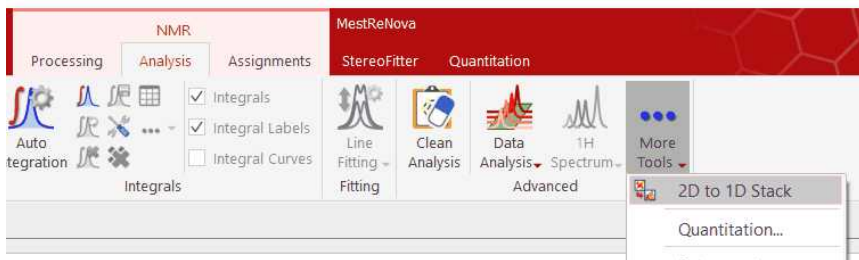 NMR
MestReNova
Processing Analysis Assignments StereoFitter Quantitation
Integrals
Integral Labels
Integral Curves
Auto
tegration
Line
Fitting
Clean
Analysis
Data
Analysis
1H
Spectrum
More
Tools
Integrals Fitting Advanced
2D to 1D Stack
Quantitation...